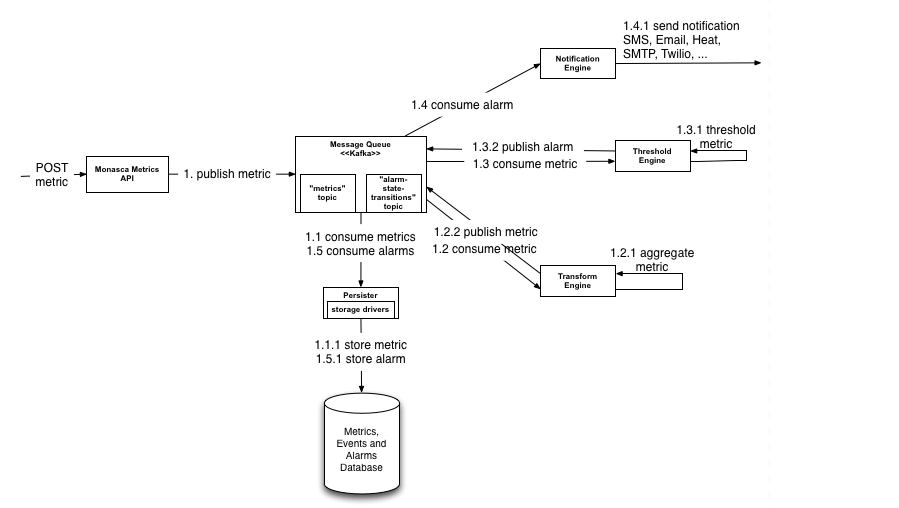 1.4.1 send notification
SMS, Email, Heat,
SMTP, Twilio, ...
Notification
Engine
1.4 consume alarm
POST
metric
Monasca Metrics
API
1. publish metric
Message Queue
<<Kafka>>
"metrics"
topic
"alarm-
state-
transitions"
topic
1.3.2 publish alarm
1.3 consume metric
Threshold
Engine
1.3.1 threshold
metric
1.2.2 publish metric
1.2 consume metric
Transform
Engine
1.2.1 aggregate
metric
1.1 consume metrics
1.5 consume alarms
Persister
storage drivers
1.1.1 store metric
1.5.1 store alarm
Metrics,
Events and
Alarms
Database